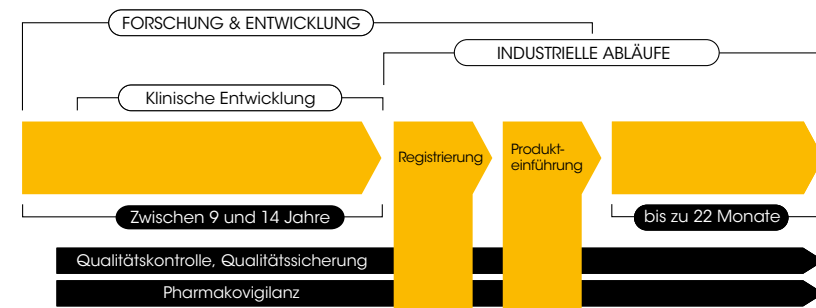 FORSCHUNG & ENTWICKLUNG
INDUSTRIELLE ABLÄUFE
Klinische Entwicklung
Registrierung
Produkt-
einführung
Zwischen 9 und 14 Jahre
bis zu 22 Monate
Qualitätskontrolle, Qualitätssicherung
Pharmakovigilanz